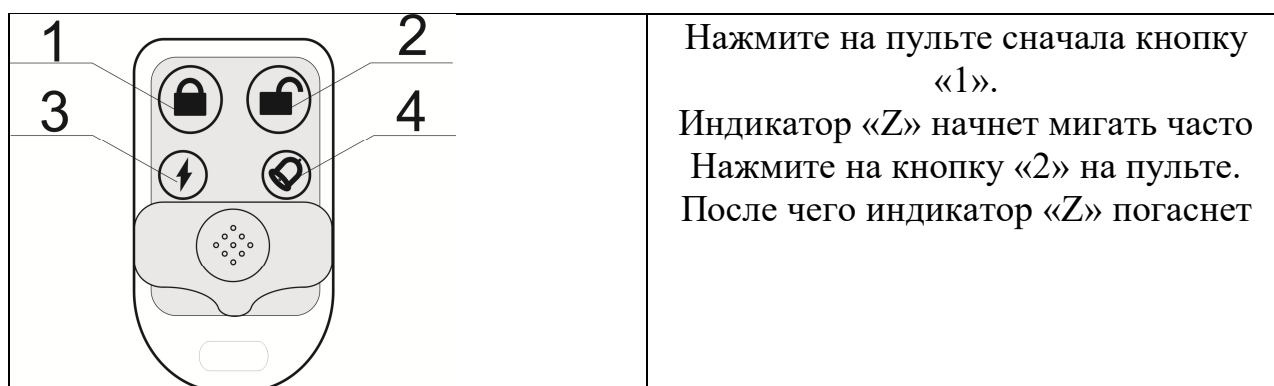 1
2
3
4
Нажмите на пульте сначала кнопку
«1».
Индикатор «Z» начнет мигать часто
Нажмите на кнопку «2» на пульте.
После чего индикатор «Z» погаснет